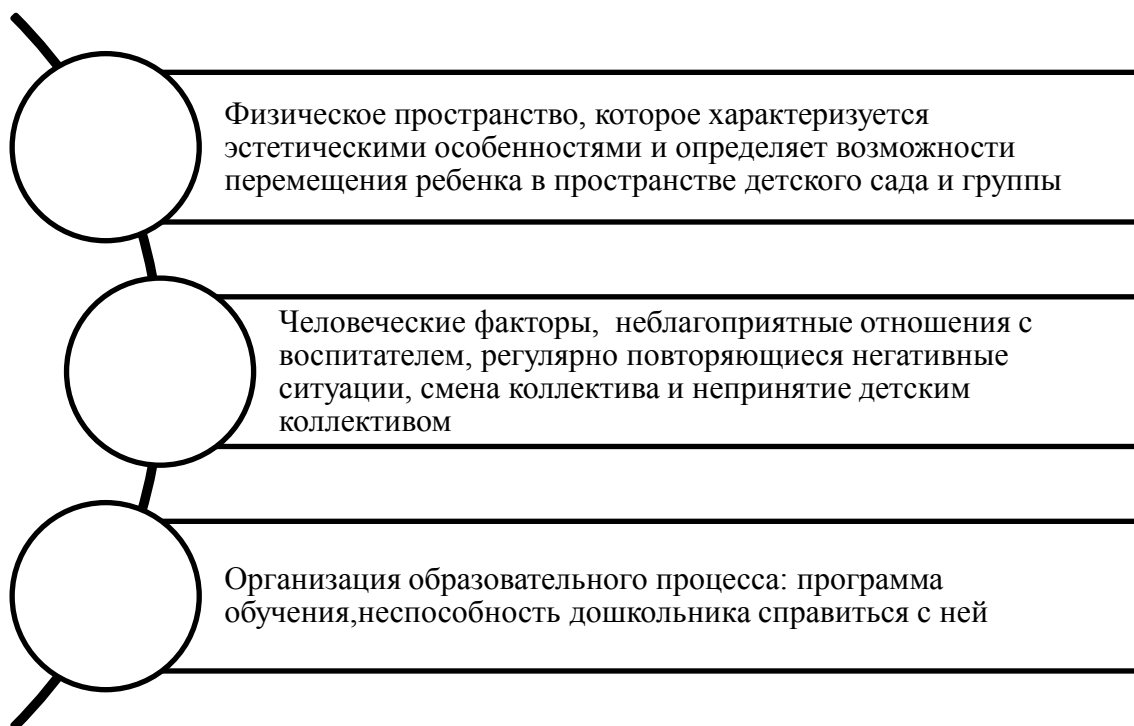 Физическое пространство, которое характеризуется
эстетическими особенностями и определяет возможности
перемещения ребенка в пространстве детского сада и группы
Человеческие факторы,  неблагоприятные отношения с
воспитателем, регулярно повторяющиеся негативные
ситуации, смена коллектива и непринятие детским
коллективом
Организация образовательного процесса: программа
обучения,неспособность дошкольника справиться с ней